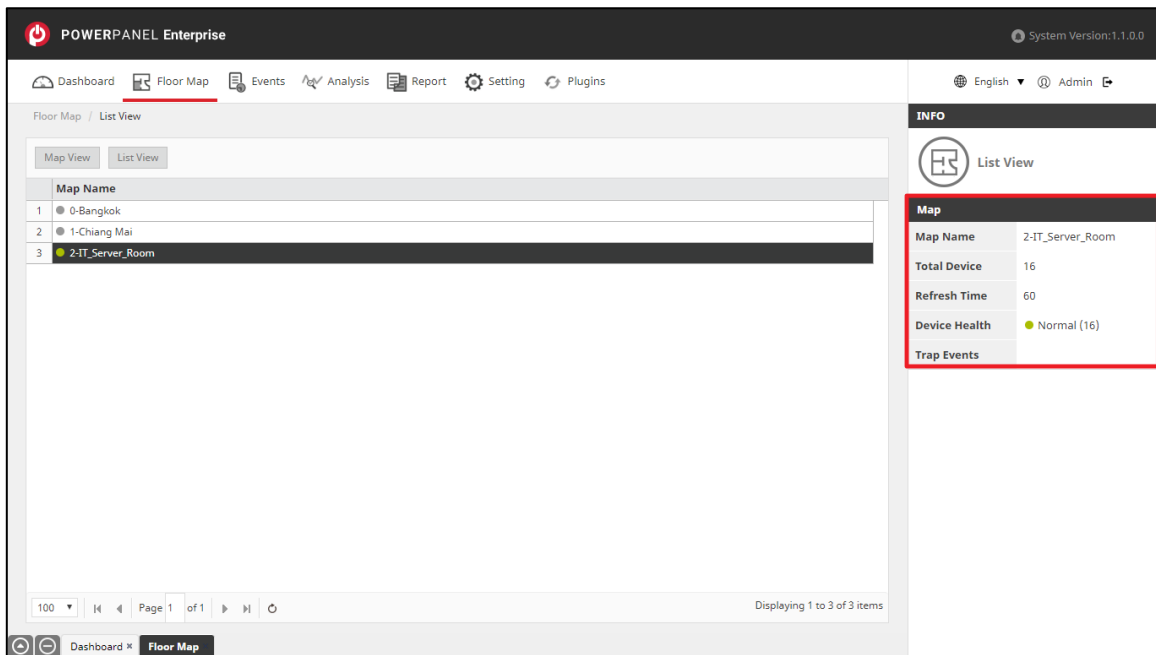 POWERPANEL Enterprise
System Version:1.1.0.0
Dashboard Floor Map Events Analysis Report Setting Plugins
English ▼ Admin
Floor Map / List View
INFO
Map View List View
List View
Map Name
1 0-Bangkok
2 1-Chiang Mai
3 2-IT_Server_Room
Map
Map Name 2-IT_Server_Room
Total Device 16
Refresh Time 60
Device Health Normal (16)
Trap Events
100 ▼ Page 1 of 1
Displaying 1 to 3 of 3 items
Dashboard × Floor Map